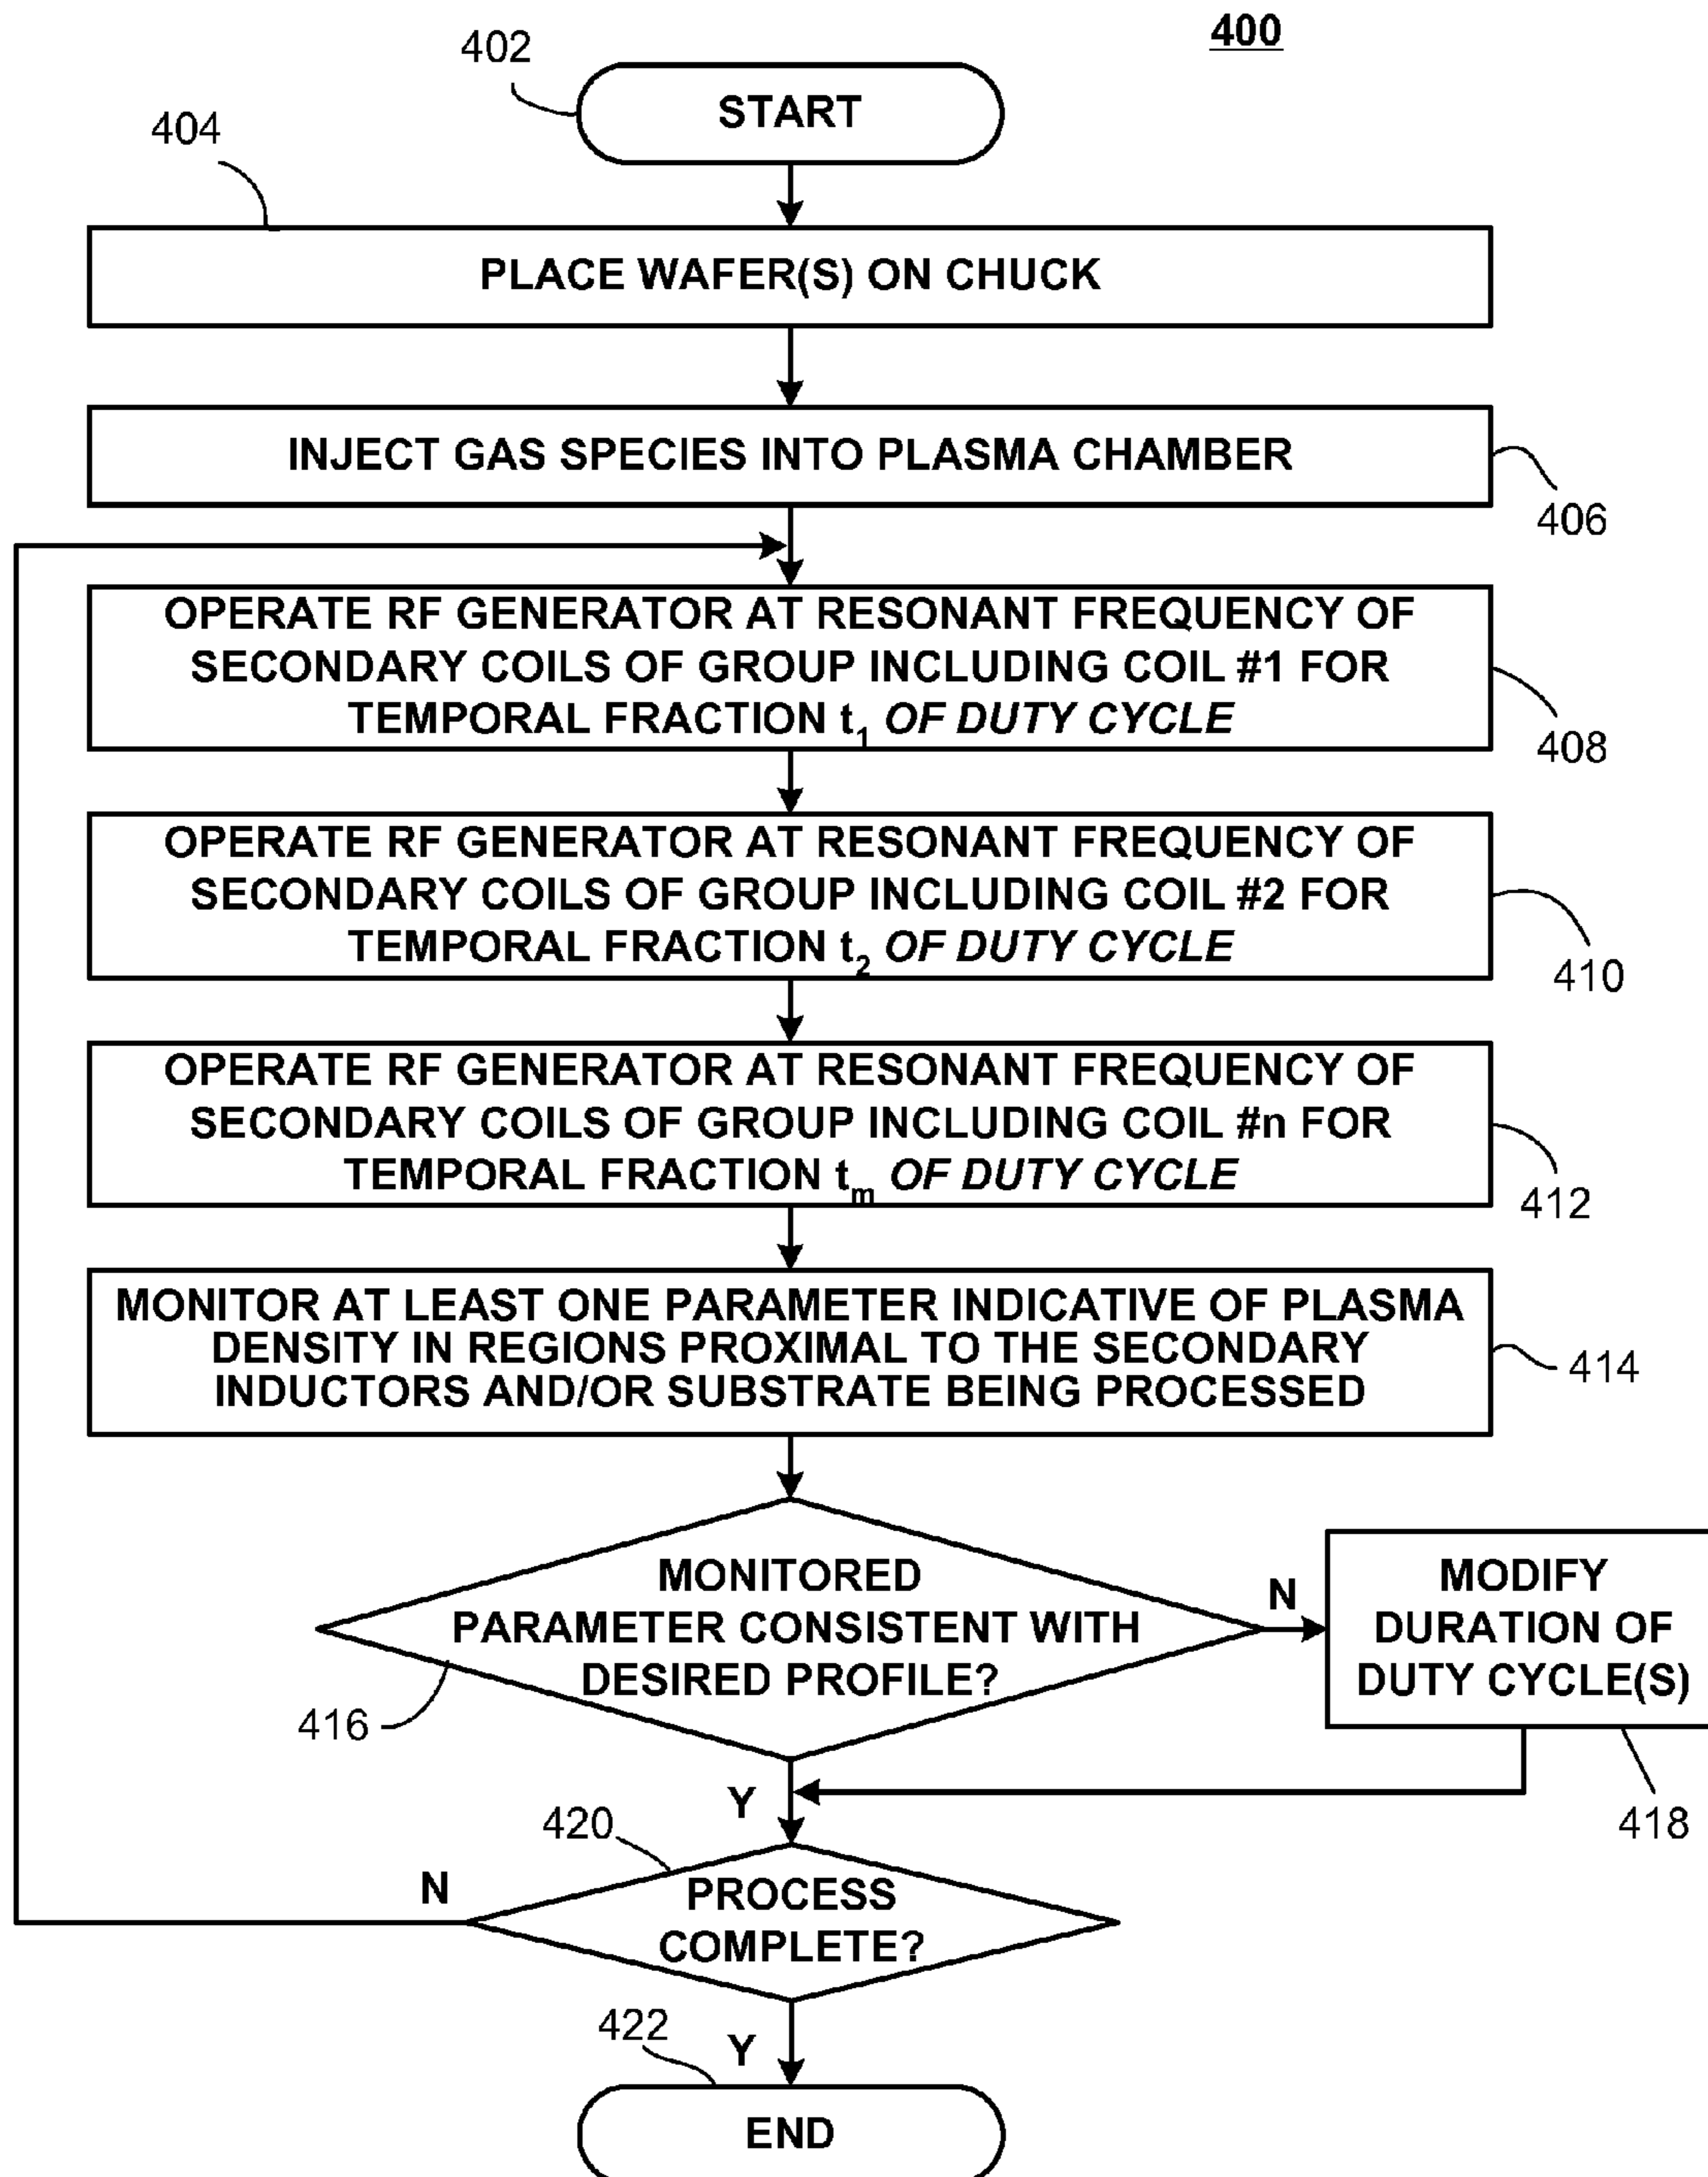 400
402
START
404
PLACE WAFER(S) ON CHUCK
INJECT GAS SPECIES INTO PLASMA CHAMBER
406
OPERATE RF GENERATOR AT RESONANT FREQUENCY OF
SECONDARY COILS OF GROUP INCLUDING COIL #1 FOR
TEMPORAL FRACTION t1 OF DUTY CYCLE
408
OPERATE RF GENERATOR AT RESONANT FREQUENCY OF
SECONDARY COILS OF GROUP INCLUDING COIL #2 FOR
TEMPORAL FRACTION t2 OF DUTY CYCLE
410
OPERATE RF GENERATOR AT RESONANT FREQUENCY OF
SECONDARY COILS OF GROUP INCLUDING COIL #n FOR
TEMPORAL FRACTION tm OF DUTY CYCLE
412
MONITOR AT LEAST ONE PARAMETER INDICATIVE OF PLASMA
DENSITY IN REGIONS PROXIMAL TO THE SECONDARY
INDUCTORS AND/OR SUBSTRATE BEING PROCESSED
414
MONITORED
PARAMETER CONSISTENT WITH
DESIRED PROFILE?
416
N
MODIFY
DURATION OF
DUTY CYCLE(S)
418
Y
420
N
PROCESS
COMPLETE?
422
Y
END